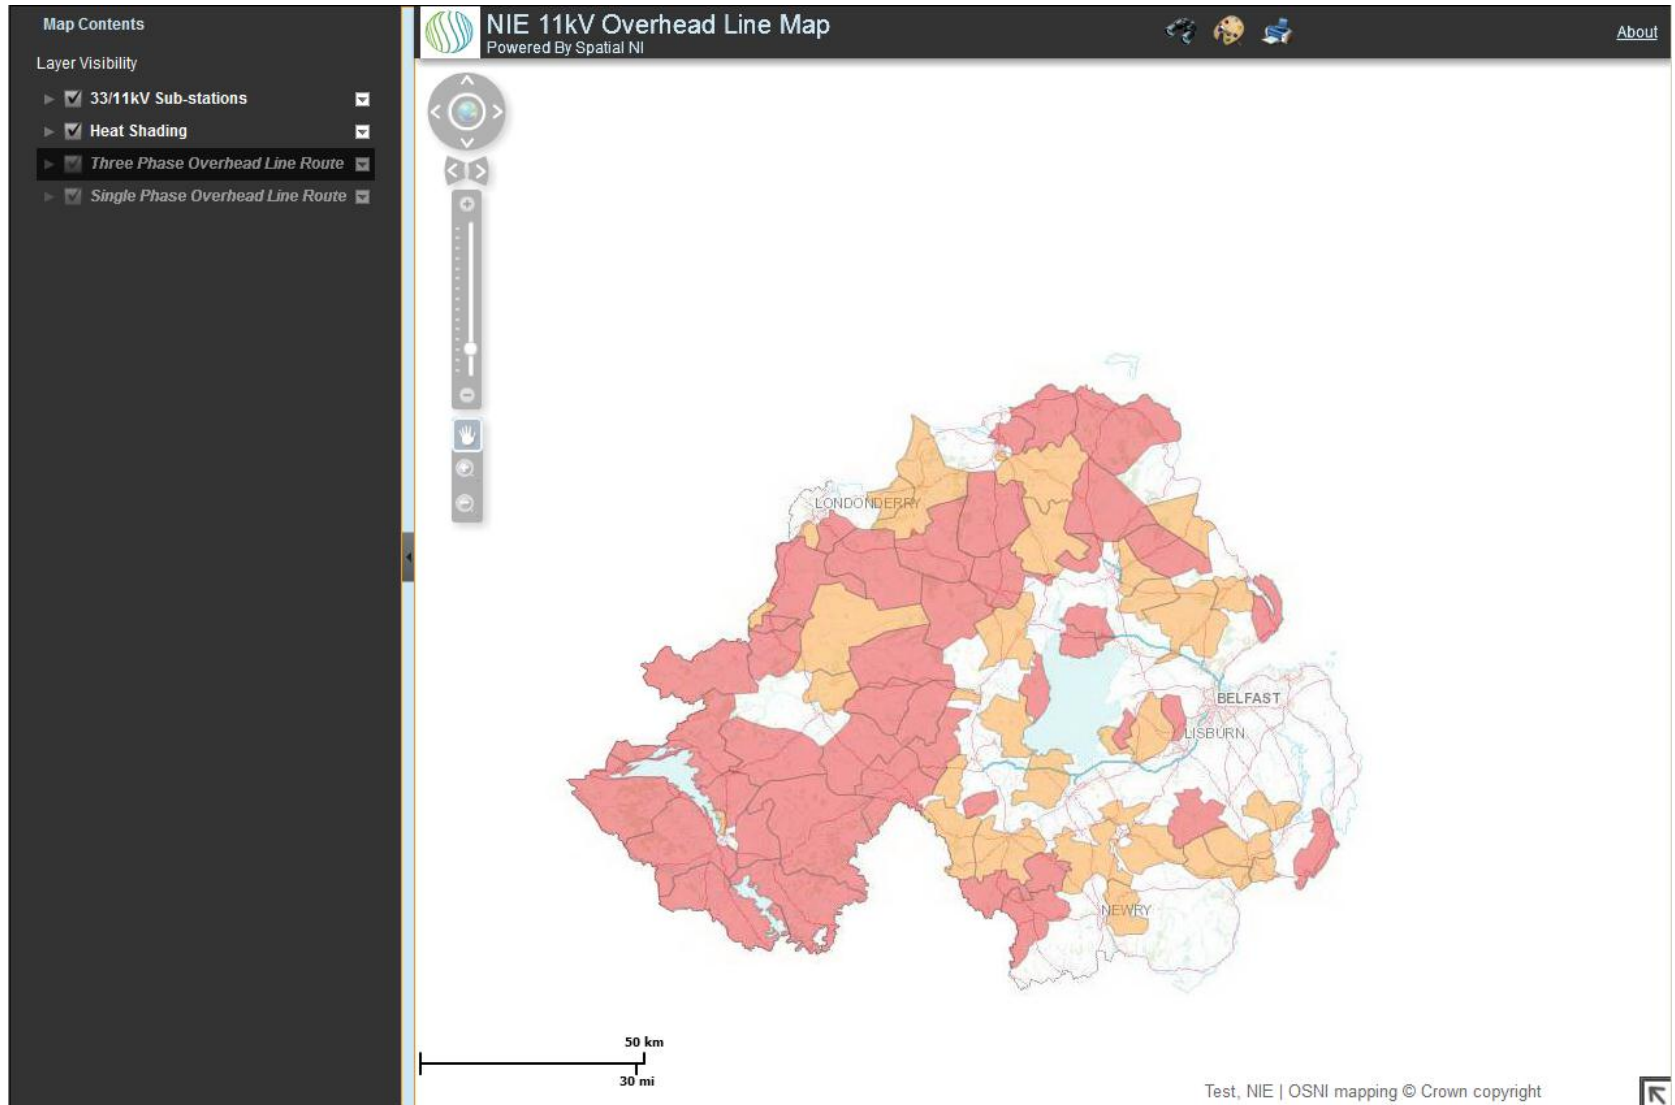 Map Contents
Layer Visibility
33/11kV Sub-stations
Heat Shading
Three Phase Overhead Line Route
Single Phase Overhead Line Route
NIE 11kV Overhead Line Map
Powered By Spatial NI
About
LONDONDERRY
BELFAST
LISBURN
NEWRY
50 km
30 mi
Test, NIE | OSNI mapping © Crown copyright